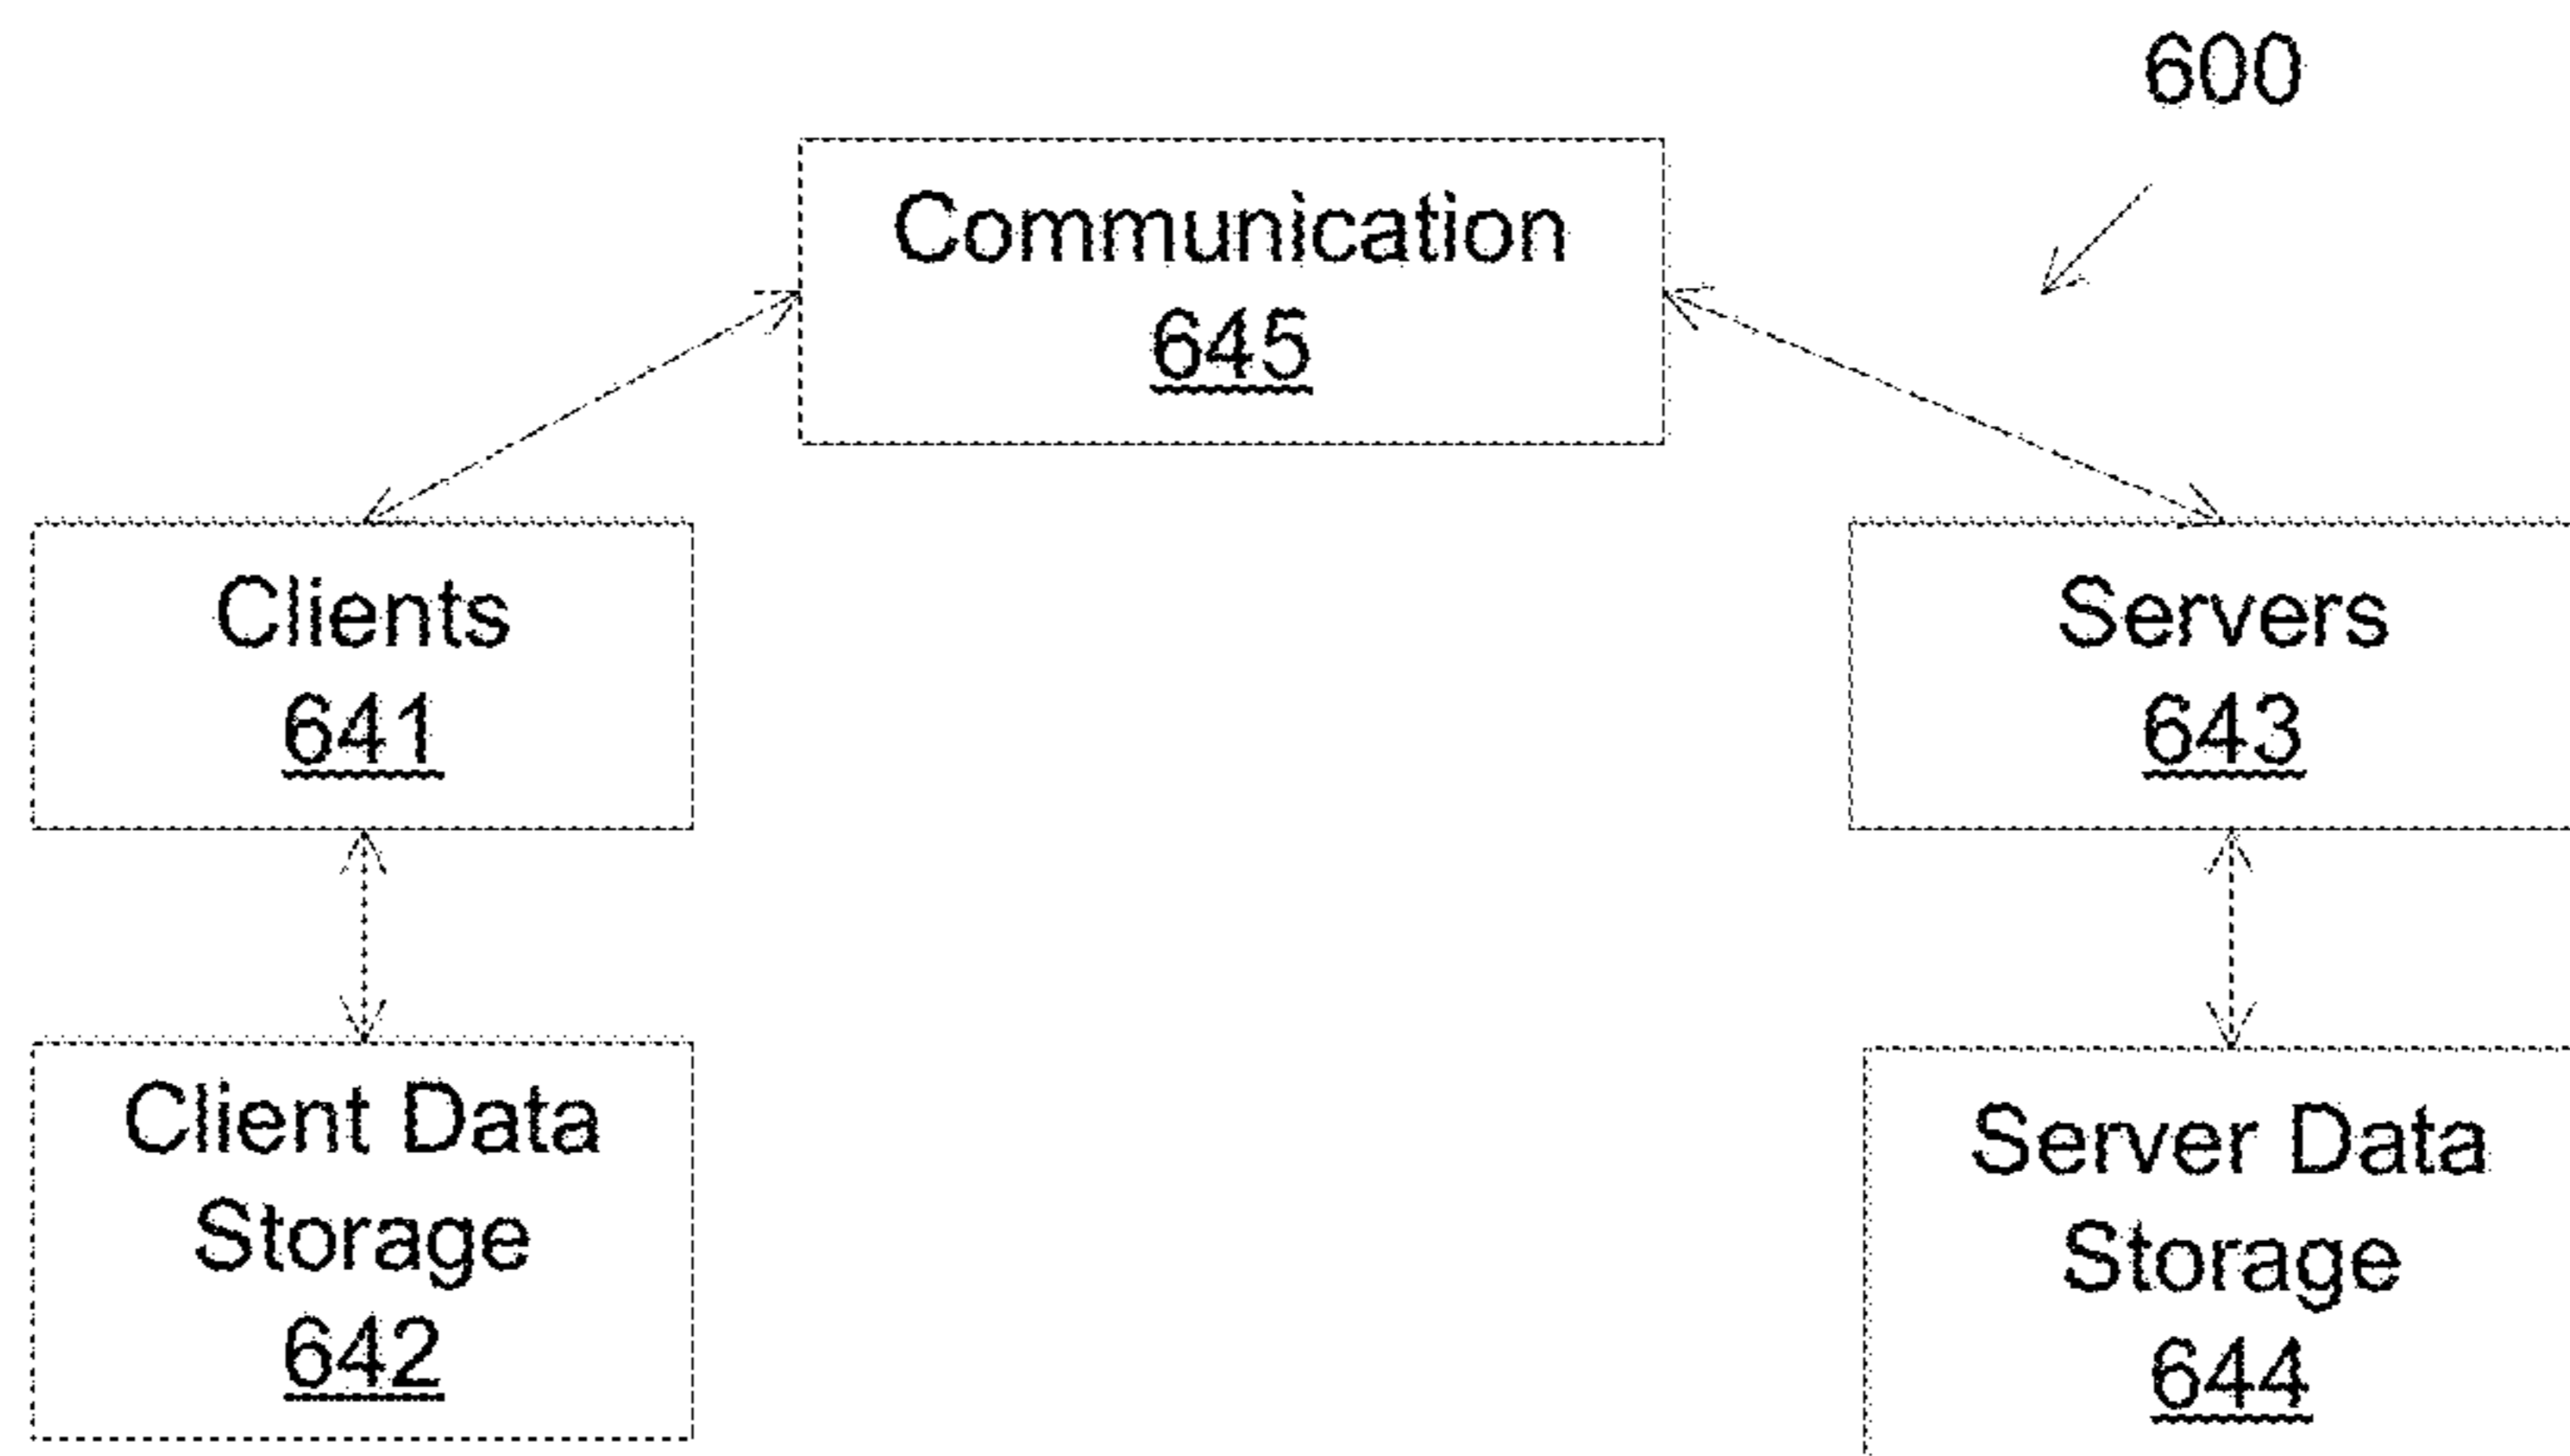 600
Communication
645
Clients
641
Servers
643
Client Data
Storage
642
Server Data
Storage
644